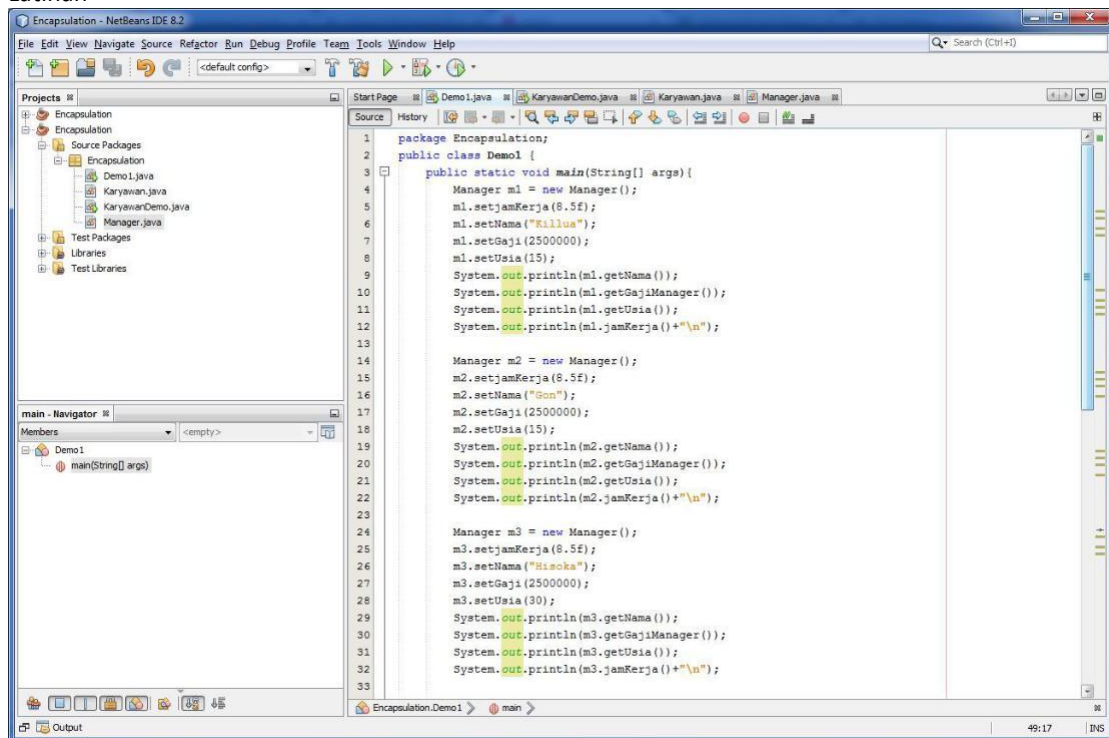 Encapsulation - NetBeans IDE 8.2
File Edit View Navigate Source Refactor Run Debug Profile Team Tools Window Help
Search (Ctrl+I)
<default config>
Projects
Encapsulation
Encapsulation
Source Packages
Encapsulation
Demo1.java
Karyawan.java
KaryawanDemo.java
Manager.java
Test Packages
Libraries
Test Libraries
main - Navigator
Members <empty>
Demo1
main(String[] args)
Start Page Demo1.java KaryawanDemo.java Karyawan.java Manager.java
Source History
1 package Encapsulation;
2 public class Demo1 {
3 public static void main(String[] args){
4 Manager m1 = new Manager();
5 m1.setjamKerja(8.5f);
6 m1.setNama("Killua");
7 m1.setGaji(2500000);
8 m1.setUsia(15);
9 System.out.println(m1.getNama());
10 System.out.println(m1.getGajiManager());
11 System.out.println(m1.getUsia());
12 System.out.println(m1.jamKerja()+"\n");
13
14 Manager m2 = new Manager();
15 m2.setjamKerja(8.5f);
16 m2.setNama("Gon");
17 m2.setGaji(2500000);
18 m2.setUsia(15);
19 System.out.println(m2.getNama());
20 System.out.println(m2.getGajiManager());
21 System.out.println(m2.getUsia());
22 System.out.println(m2.jamKerja()+"\n");
23
24 Manager m3 = new Manager();
25 m3.setjamKerja(8.5f);
26 m3.setNama("Hisoka");
27 m3.setGaji(2500000);
28 m3.setUsia(30);
29 System.out.println(m3.getNama());
30 System.out.println(m3.getGajiManager());
31 System.out.println(m3.getUsia());
32 System.out.println(m3.jamKerja()+"\n");
33
Encapsulation.Demo1 main
Output
49:17 INS